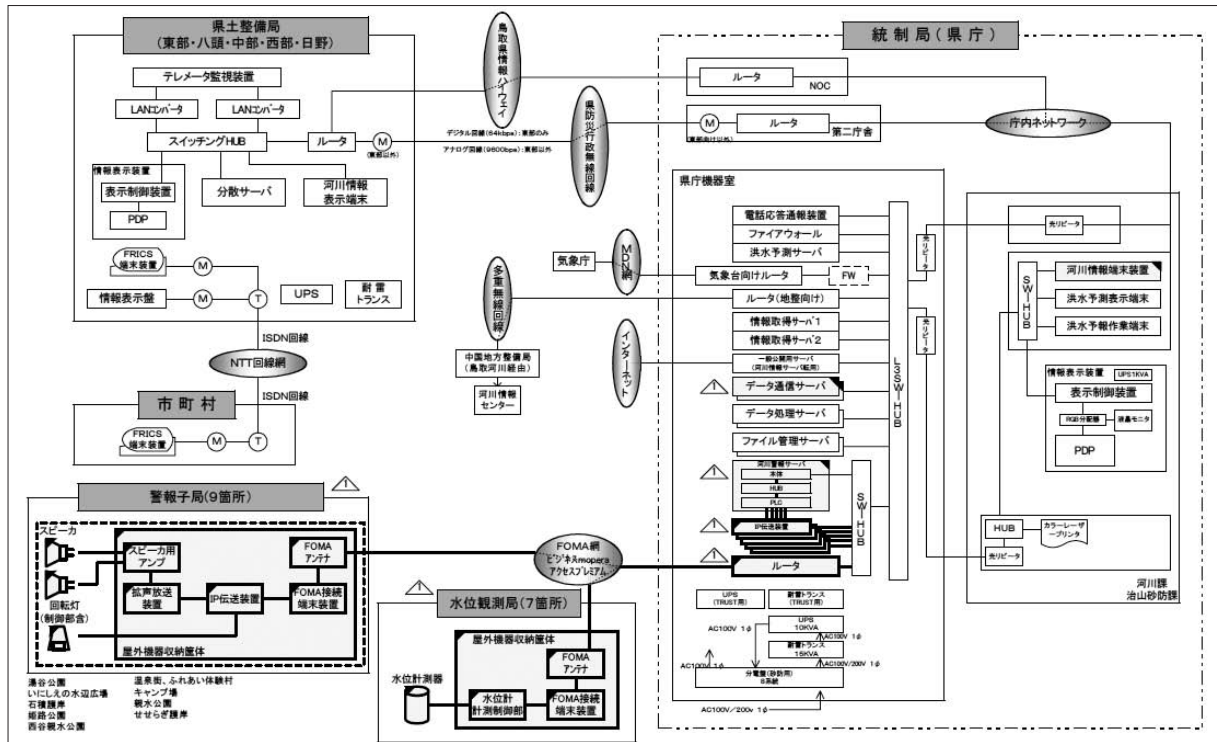 県土整備局
(東部・八頭・中部・西部・日野)
テレメータ監視装置
LANコンバータ
LANコンバータ
スイッチングHUB
ルータ
M
(東部以外)
情報表示装置
表示制御装置
PDP
分散サーバ
河川情報
表示端末
FRICS
端末装置
M
情報表示盤
M
T
UPS
耐雷
トランス
ISDN回線
NTT回線網
ISDN回線
市町村
FRICS
端末装置
M
T
鳥取県情報ハイウェイ
県防災行政無線回線
デジタル回線(64kbps):東部のみ
アナログ回線(9600bps):東部以外
多重無線回線
中国地方整備局
(鳥取河川経由)
河川情報
センター
気象庁
MDN網
インターネット
統制局(県庁)
ルータ
NOC
M
(東部向け以外)
ルータ
第二庁舎
庁内ネットワーク
県庁機器室
電話応答通報装置
ファイアウォール
洪水予測サーバ
気象台向けルータ
FW
ルータ(地整向け)
情報取得サーバ1
情報取得サーバ2
一般公開用サーバ
(河川情報サーバ転用)
データ通信サーバ
データ処理サーバ
ファイル管理サーバ
河川警報サーバ
本体
HUB
PLC
IP伝送装置
ルータ
L3SW-HUB
SW-HUB
光リピータ
光リピータ
UPS
(TRUST用)
耐雷トランス
(TRUST用)
AC100V 1φ
UPS
10KVA
AC100V 1φ
耐雷トランス
15KVA
AC100V 1φ
AC100V/200V 1φ
分電盤(砂防用)
8系統
AC100V/200v 1φ
光リピータ
SW-HUB
河川情報端末装置
洪水予測表示端末
洪水予報作業端末
情報表示装置
UPS1KVA
表示制御装置
RGB分配器
液晶モニタ
PDP
HUB
カラーレーザ
ープリンタ
光リピータ
河川課
治山砂防課
警報子局(9箇所)
スピーカ
スピーカ用
アンプ
FOMA
アンテナ
拡声放送
装置
IP伝送装置
FOMA接続
端末装置
回転灯
(制御部含)
屋外機器収納筐体
湯谷公園
いにしえの水辺広場
石積護岸
姫路公園
西谷親水公園
温泉街、ふれあい体験村
キャンプ場
親水公園
せせらぎ護岸
FOMA網
ビジネスmopera
アクセスプレミアム
水位観測局(7箇所)
屋外機器収納筐体
FOMA
アンテナ
水位計測器
水位計
計測制御部
FOMA接続
端末装置